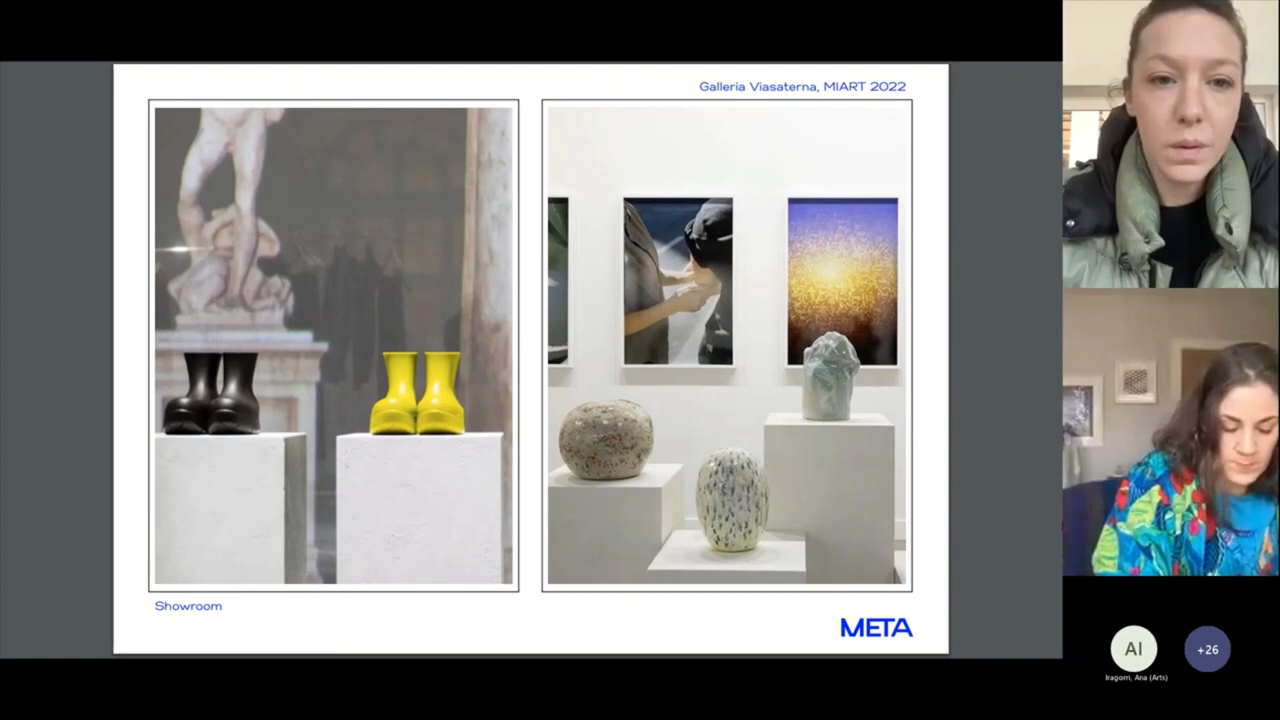 Galleria Viasaterna, MIART 2022
Showroom
META
AI
+26
Iragorri, Ana (Arts)